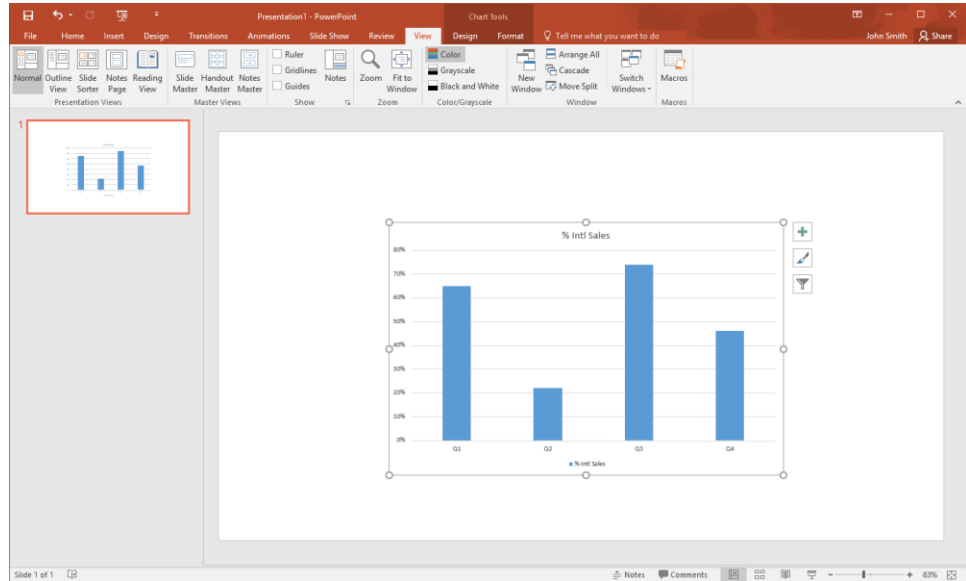 Presentation1 - PowerPoint
Chart Tools
File Home Insert Design Transitions Animations Slide Show Review View Design Format Tell me what you want to do John Smith Share
Normal
Outline View
Slide Sorter
Notes Page
Reading View
Presentation Views
Slide Master
Handout Master
Notes Master
Master Views
Ruler
Gridlines
Guides
Notes
Show
Zoom
Fit to Window
Zoom
Color
Grayscale
Black and White
Color/Grayscale
New Window
Arrange All
Cascade
Move Split
Switch Windows
Window
Macros
Macros
1
% Intl Sales
80%
70%
60%
50%
40%
30%
20%
10%
0%
Q1 Q2 Q3 Q4
% Intl Sales
Slide 1 of 1
Notes Comments 83%